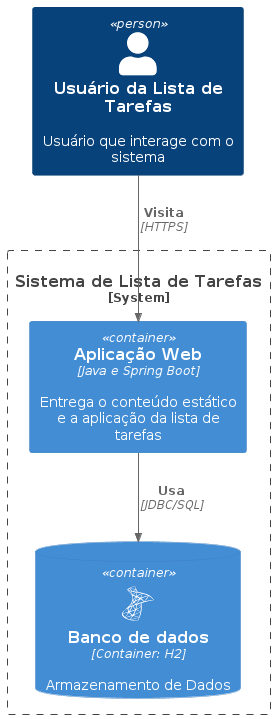 «person»
Usuário da Lista de
Tarefas
Usuário que interage com o
sistema
Visita
[HTTPS]
Sistema de Lista de Tarefas
[System]
«container»
Aplicação Web
[Java e Spring Boot]
Entrega o conteúdo estático
e a aplicação da lista de
tarefas
Usa
[JDBC/SQL]
«container»
Banco de dados
[Container: H2]
Armazenamento de Dados